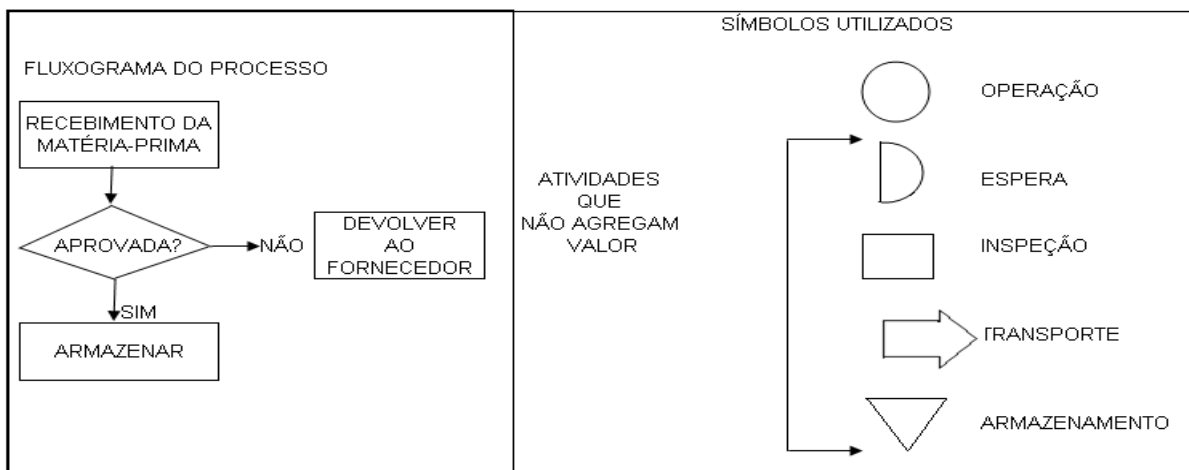 FLUXOGRAMA DO PROCESSO
RECEBIMENTO DA
MATÉRIA-PRIMA
APROVADA?
NÃO
DEVOLVER
AO
FORNECEDOR
SIM
ARMAZENAR
SÍMBOLOS UTILIZADOS
ATIVIDADES
QUE
NÃO AGREGAM
VALOR
OPERAÇÃO
ESPERA
INSPEÇÃO
TRANSPORTE
ARMAZENAMENTO